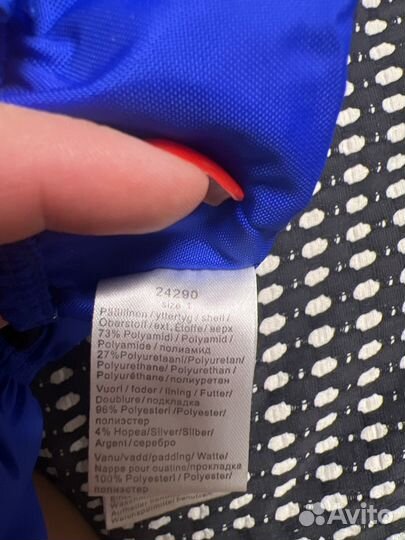 24290
size 1
Päällinen / yttertyg / shell /
Oberstoff / ext. Etoffe / верх
73% Polyamidi / Polyamid /
Polyamide / полиамид
27% Polyuretaani / Polyuretan/
Polyurethane / Polyurethan /
Polyuréthane / полиуретан
Vuori / foder / lining / Futter/
Doublure / подкладка
96% Polyesteri /Polyester/
полиэстер
4% Hopea/Silver/Silber/
Argent / серебро
Vanu/vadd/padding/ Watte/
Nappe pour ouatine/прокладка
100% Polyesteri / Polyester/
полиэстер
Avito